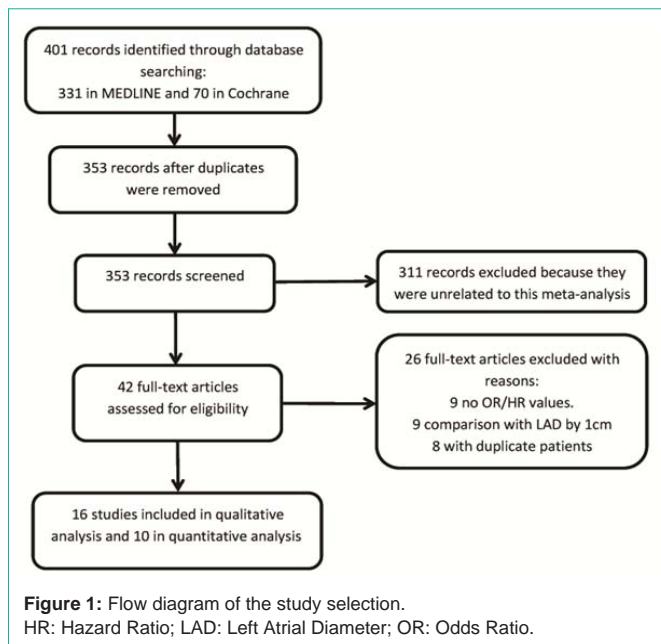 401 records identified through database
searching:
331 in MEDLINE and 70 in Cochrane
353 records after duplicates
were removed
353 records screened
311 records excluded because they
were unrelated to this meta-analysis
42 full-text articles
assessed for eligibility
26 full-text articles excluded with
reasons:
9 no OR/HR values.
9 comparison with LAD by 1cm
8 with duplicate patients
16 studies included in qualitative
analysis and 10 in quantitative analysis
Figure 1: Flow diagram of the study selection.
HR: Hazard Ratio; LAD: Left Atrial Diameter; OR: Odds Ratio.